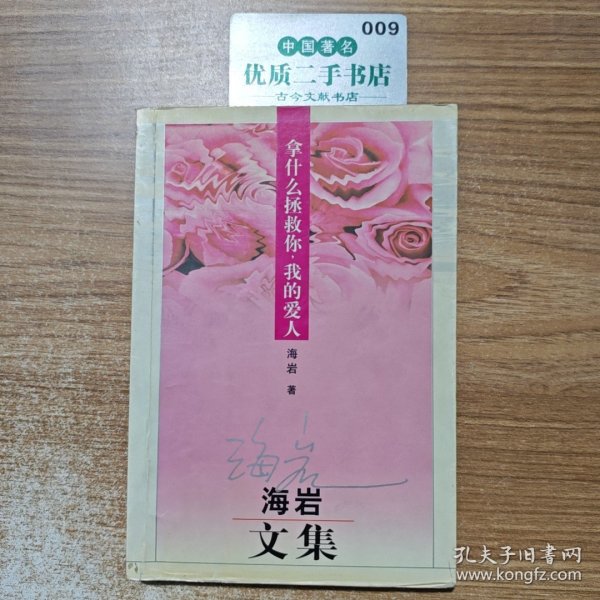 009
中国著名
优质二手书店
古今文献书店
拿什么拯救你，我的爱人
海岩 著
海岩
海岩
文集
孔夫子旧书网
www.kongfz.com